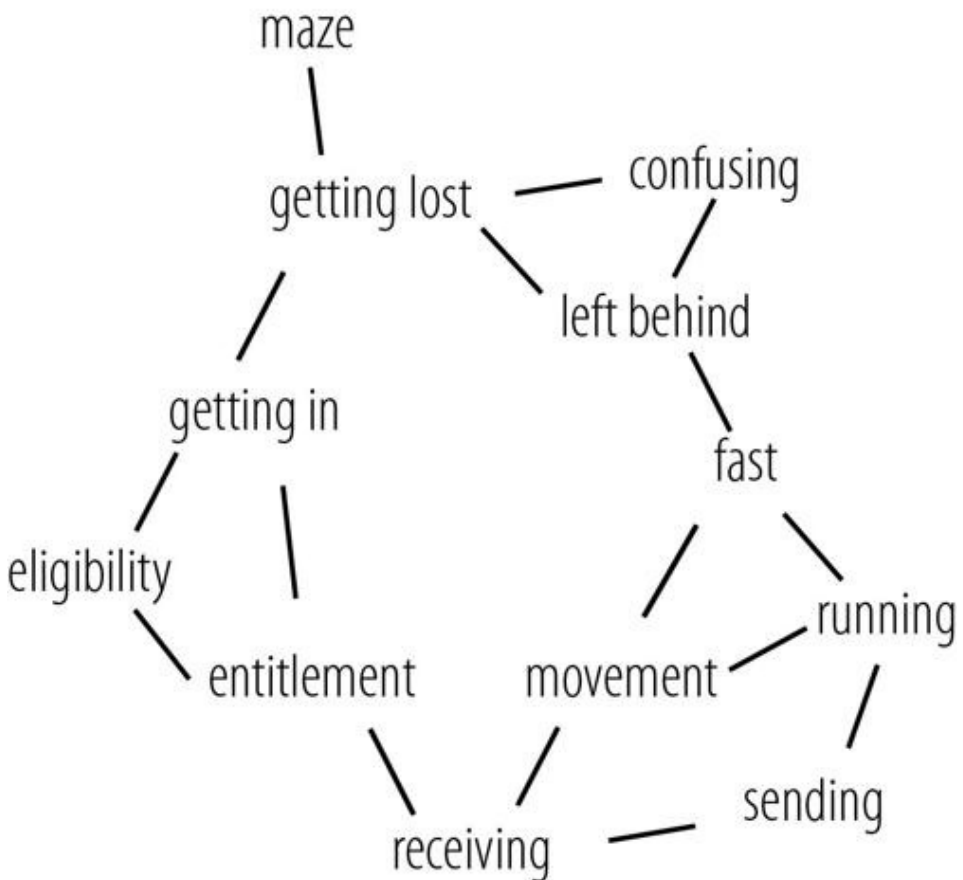 maze
confusing
getting lost
left behind
getting in
fast
eligibility
running
entitlement
movement
sending
receiving